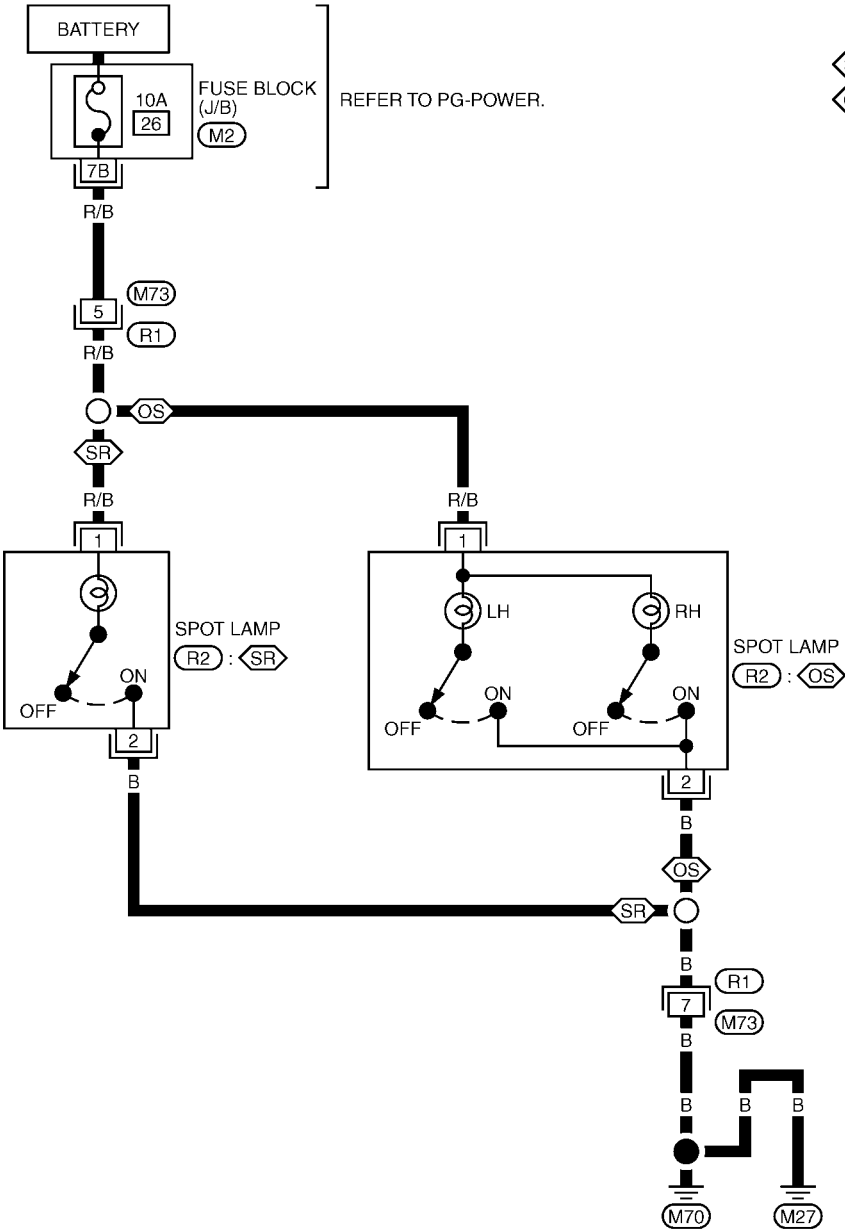 BATTERY
FUSE BLOCK
(J/B)
10A
26
M2
REFER TO PG-POWER.
7B
R/B
M73
5
R1
R/B
OS
SR
R/B
R/B
1
1
LH
RH
SPOT LAMP
R2 : SR
SPOT LAMP
R2 : OS
ON
OFF
ON
OFF
ON
OFF
2
B
2
B
OS
SR
B
R1
7
M73
B
B
B
B
M70
M27